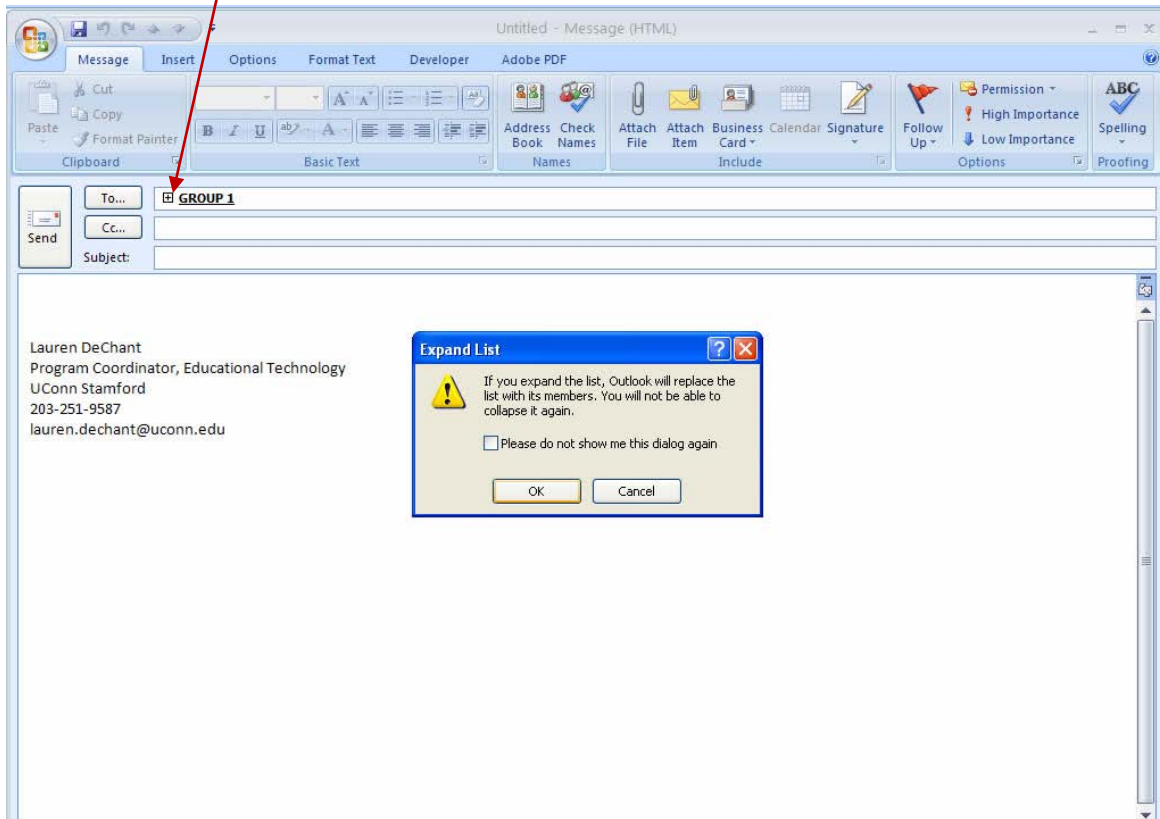 Untitled - Message (HTML)
Message Insert Options Format Text Developer Adobe PDF
Paste
Cut
Copy
Format Painter
Clipboard
B I U ab A
Basic Text
Address Book
Check Names
Names
Attach File
Attach Item
Business Card
Calendar
Signature
Include
Follow Up
Permission
High Importance
Low Importance
Options
ABC
Spelling
Proofing
Send
To...
GROUP 1
Cc...
Subject:
Lauren DeChant
Program Coordinator, Educational Technology
UConn Stamford
203-251-9587
lauren.dechant@uconn.edu
Expand List
If you expand the list, Outlook will replace the
list with its members. You will not be able to
collapse it again.
Please do not show me this dialog again
OK Cancel